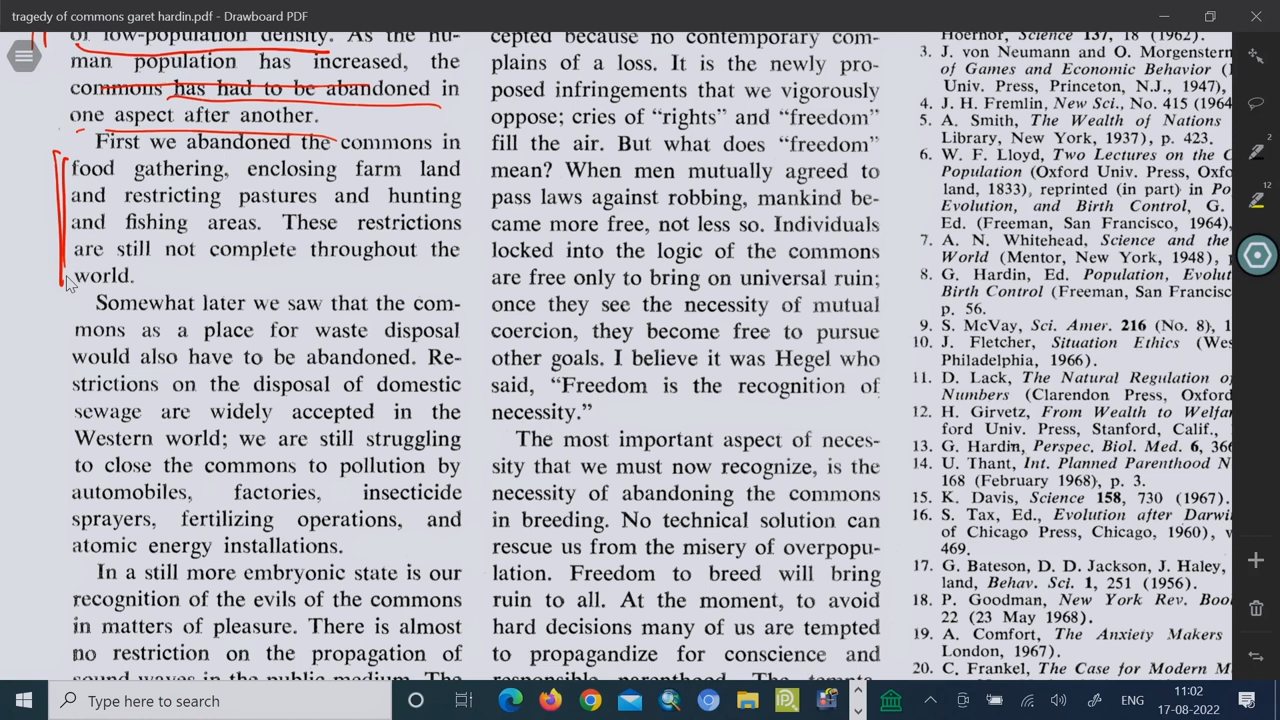 tragedy of commons garet hardin.pdf - Drawboard PDF
of low-population density. As the hu-
man population has increased, the
commons has had to be abandoned in
one aspect after another.
First we abandoned the commons in
food gathering, enclosing farm land
and restricting pastures and hunting
and fishing areas. These restrictions
are still not complete throughout the
world.
Somewhat later we saw that the com-
mons as a place for waste disposal
would also have to be abandoned. Re-
strictions on the disposal of domestic
sewage are widely accepted in the
Western world; we are still struggling
to close the commons to pollution by
automobiles, factories, insecticide
sprayers, fertilizing operations, and
atomic energy installations.
In a still more embryonic state is our
recognition of the evils of the commons
in matters of pleasure. There is almost
no restriction on the propagation of
sound waves in the public medium. The
cepted because no contemporary com-
plains of a loss. It is the newly pro-
posed infringements that we vigorously
oppose; cries of "rights" and "freedom"
fill the air. But what does "freedom"
mean? When men mutually agreed to
pass laws against robbing, mankind be-
came more free, not less so. Individuals
locked into the logic of the commons
are free only to bring on universal ruin;
once they see the necessity of mutual
coercion, they become free to pursue
other goals. I believe it was Hegel who
said, "Freedom is the recognition of
necessity."
The most important aspect of neces-
sity that we must now recognize, is the
necessity of abandoning the commons
in breeding. No technical solution can
rescue us from the misery of overpopu-
lation. Freedom to breed will bring
ruin to all. At the moment, to avoid
hard decisions many of us are tempted
to propagandize for conscience and
responsible parenthood. The tempta-
Hoernor, Science 137, 18 (1962).
3. J. von Neumann and O. Morgenstern
of Games and Economic Behavior (
Univ. Press, Princeton, N.J., 1947),
4. J. H. Fremlin, New Sci., No. 415 (1964
5. A. Smith, The Wealth of Nations
Library, New York, 1937), p. 423.
6. W. F. Lloyd, Two Lectures on the
Population (Oxford Univ. Press, Oxfo
land, 1833), reprinted (in part) in Po
Evolution, and Birth Control, G.
Ed. (Freeman, San Francisco, 1964),
7. A. N. Whitehead, Science and the
World (Mentor, New York, 1948),
8. G. Hardin, Ed. Population, Evolut
Birth Control (Freeman, San Francisc
p. 56.
9. S. McVay, Sci. Amer. 216 (No. 8), 1
10. J. Fletcher, Situation Ethics (Wes
Philadelphia, 1966).
11. D. Lack, The Natural Regulation o
Numbers (Clarendon Press, Oxford
12. H. Girvetz, From Wealth to Welfa
ford Univ. Press, Stanford, Calif.,
13. G. Hardin, Perspec. Biol. Med. 6, 366
14. U. Thant, Int. Planned Parenthood N
168 (February 1968), p. 3.
15. K. Davis, Science 158, 730 (1967).
16. S. Tax, Ed., Evolution after Darwi
of Chicago Press, Chicago, 1960), v
469.
17. G. Bateson, D. D. Jackson, J. Haley,
land, Behav. Sci. 1, 251 (1956).
18. P. Goodman, New York Rev. Boo
22 (23 May 1968).
19. A. Comfort, The Anxiety Makers
London, 1967).
20. C. Frankel, The Case for Modern M
2
12
Type here to search
ENG
11:02
17-08-2022